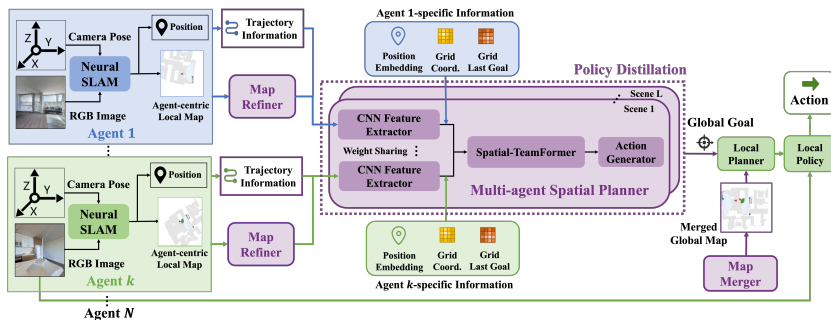 Z
Y
X
Camera Pose
Neural
SLAM
RGB Image
Position
Agent-centric
Local Map
Agent 1
Trajectory
Information
Map
Refiner
Agent 1-specific Information
Position
Embedding
Grid
Coord.
Grid
Last Goal
Policy Distillation
Scene L
Scene 1
CNN Feature
Extractor
Weight Sharing
CNN Feature
Extractor
Spatial-TeamFormer
Action
Generator
Multi-agent Spatial Planner
Global Goal
Action
Local
Planner
Local
Policy
Merged
Global Map
Map
Merger
Z
Y
X
Camera Pose
Neural
SLAM
RGB Image
Position
Agent-centric
Local Map
Agent k
Trajectory
Information
Map
Refiner
Position
Embedding
Grid
Coord.
Grid
Last Goal
Agent k-specific Information
Agent N